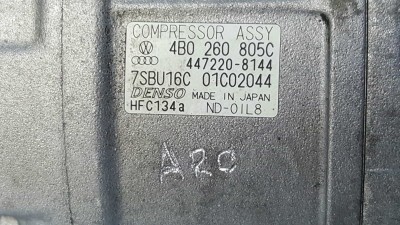 COMPRESSOR ASSY
4B0 260 805C
447220-8144
7SBU16C 01C02044
DENSO MADE IN JAPAN
HFC134a ND-OIL8
A20